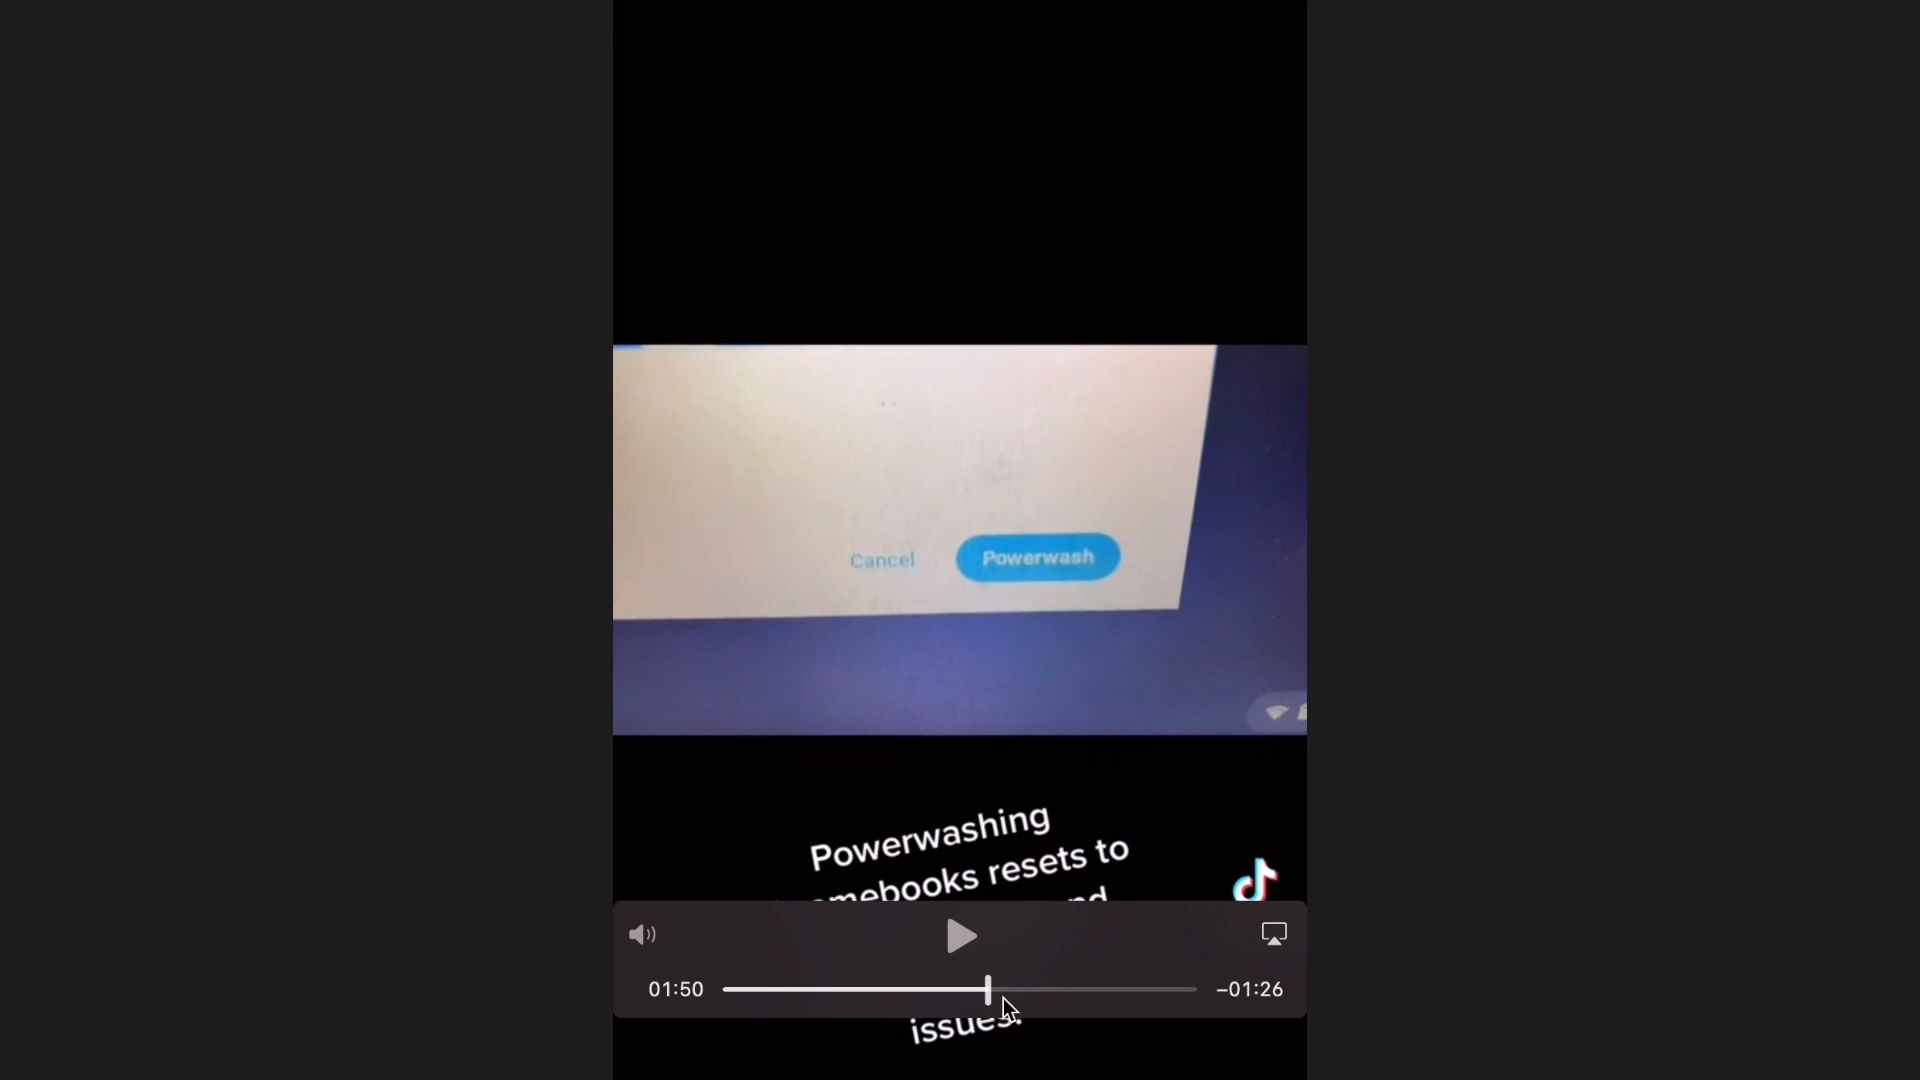 Cancel
Powerwash
Powerwashing
resets to
01:50
-01:26
issues.